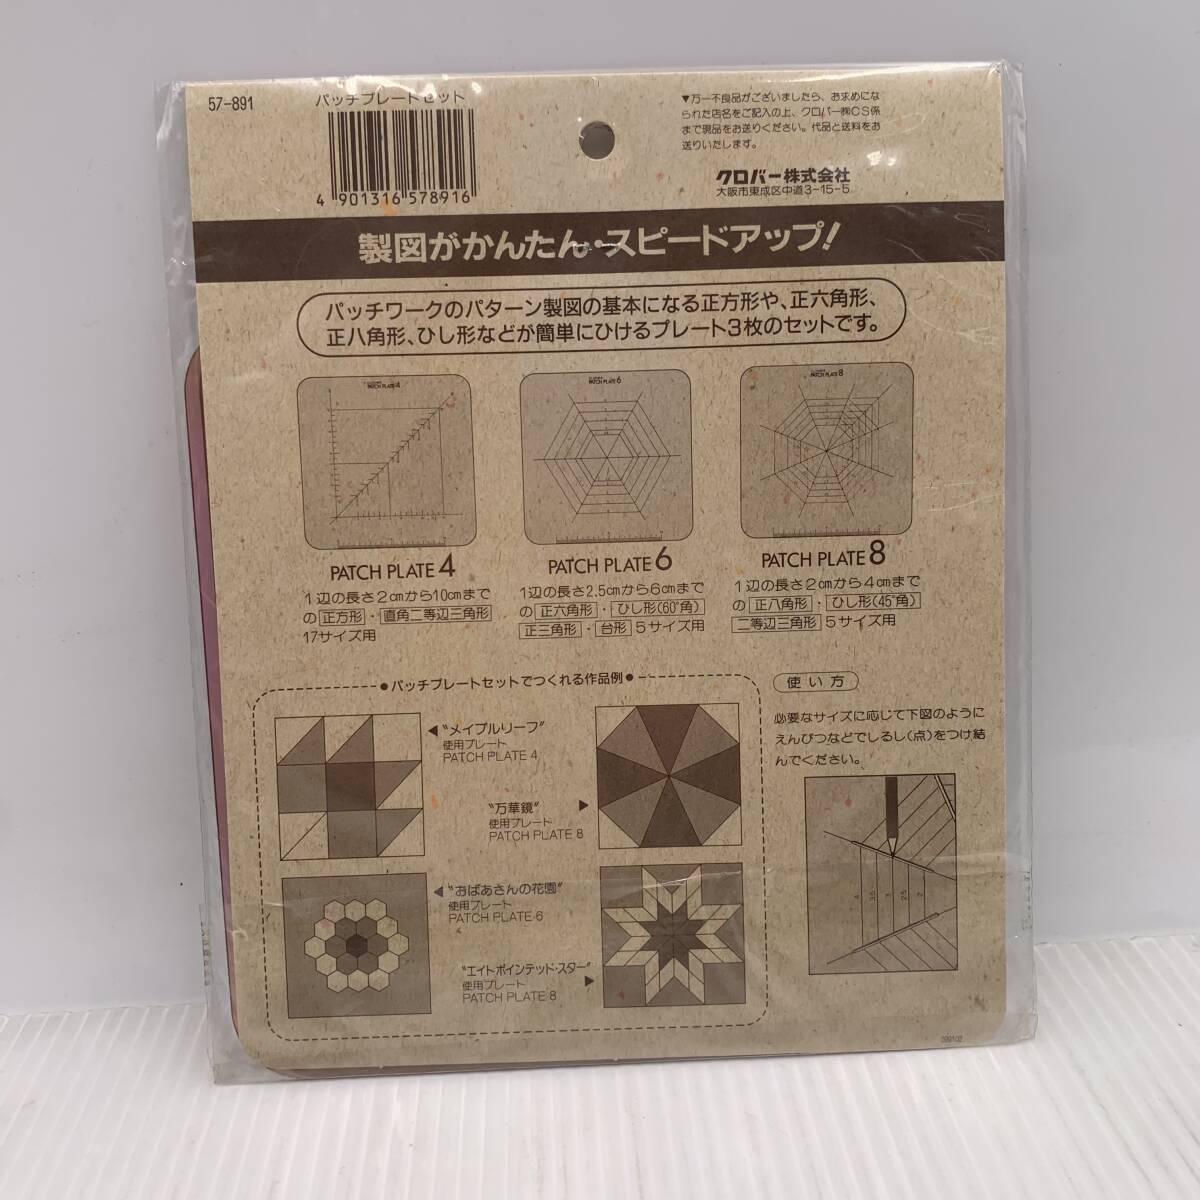 57-891
パッチプレートセット
4 901316 578916
▼万一不良品がございましたら、お求めにな
られた店名をご記入の上、クロバー㈱CS係
まで現品をお送りください。代品と送料をお
送りいたします。
クロバー株式会社
大阪市東成区中道3-15-5
製図がかんたん・スピードアップ!
パッチワークのパターン製図の基本になる正方形や、正六角形、
正八角形、ひし形などが簡単にひけるプレート3枚のセットです。
PATCH PLATE 4
PATCH PLATE 6
PATCH PLATE 8
PATCH PLATE 4
1辺の長さ2cmから10cmまで
の 正方形・直角二等辺三角形
17サイズ用
PATCH PLATE 6
1辺の長さ2.5cmから6cmまで
の 正六角形・ひし形(60°角)
正三角形・台形 5サイズ用
PATCH PLATE 8
1辺の長さ2cmから4cmまで
の 正八角形・ひし形(45°角)
二等辺三角形 5サイズ用
●パッチプレートセットでつくれる作品例●
◀"メイプルリーフ"
使用プレート
PATCH PLATE 4
"万華鏡" ▶
使用プレート
PATCH PLATE 8
◀"おばあさんの花園"
使用プレート
PATCH PLATE 6
"エイトポインテッド・スター" ▶
使用プレート
PATCH PLATE 8
使い方
必要なサイズに応じて下図のように
えんぴつなどでしるし(点)をつけ結
んでください。
4 3.5 3 2.5 2